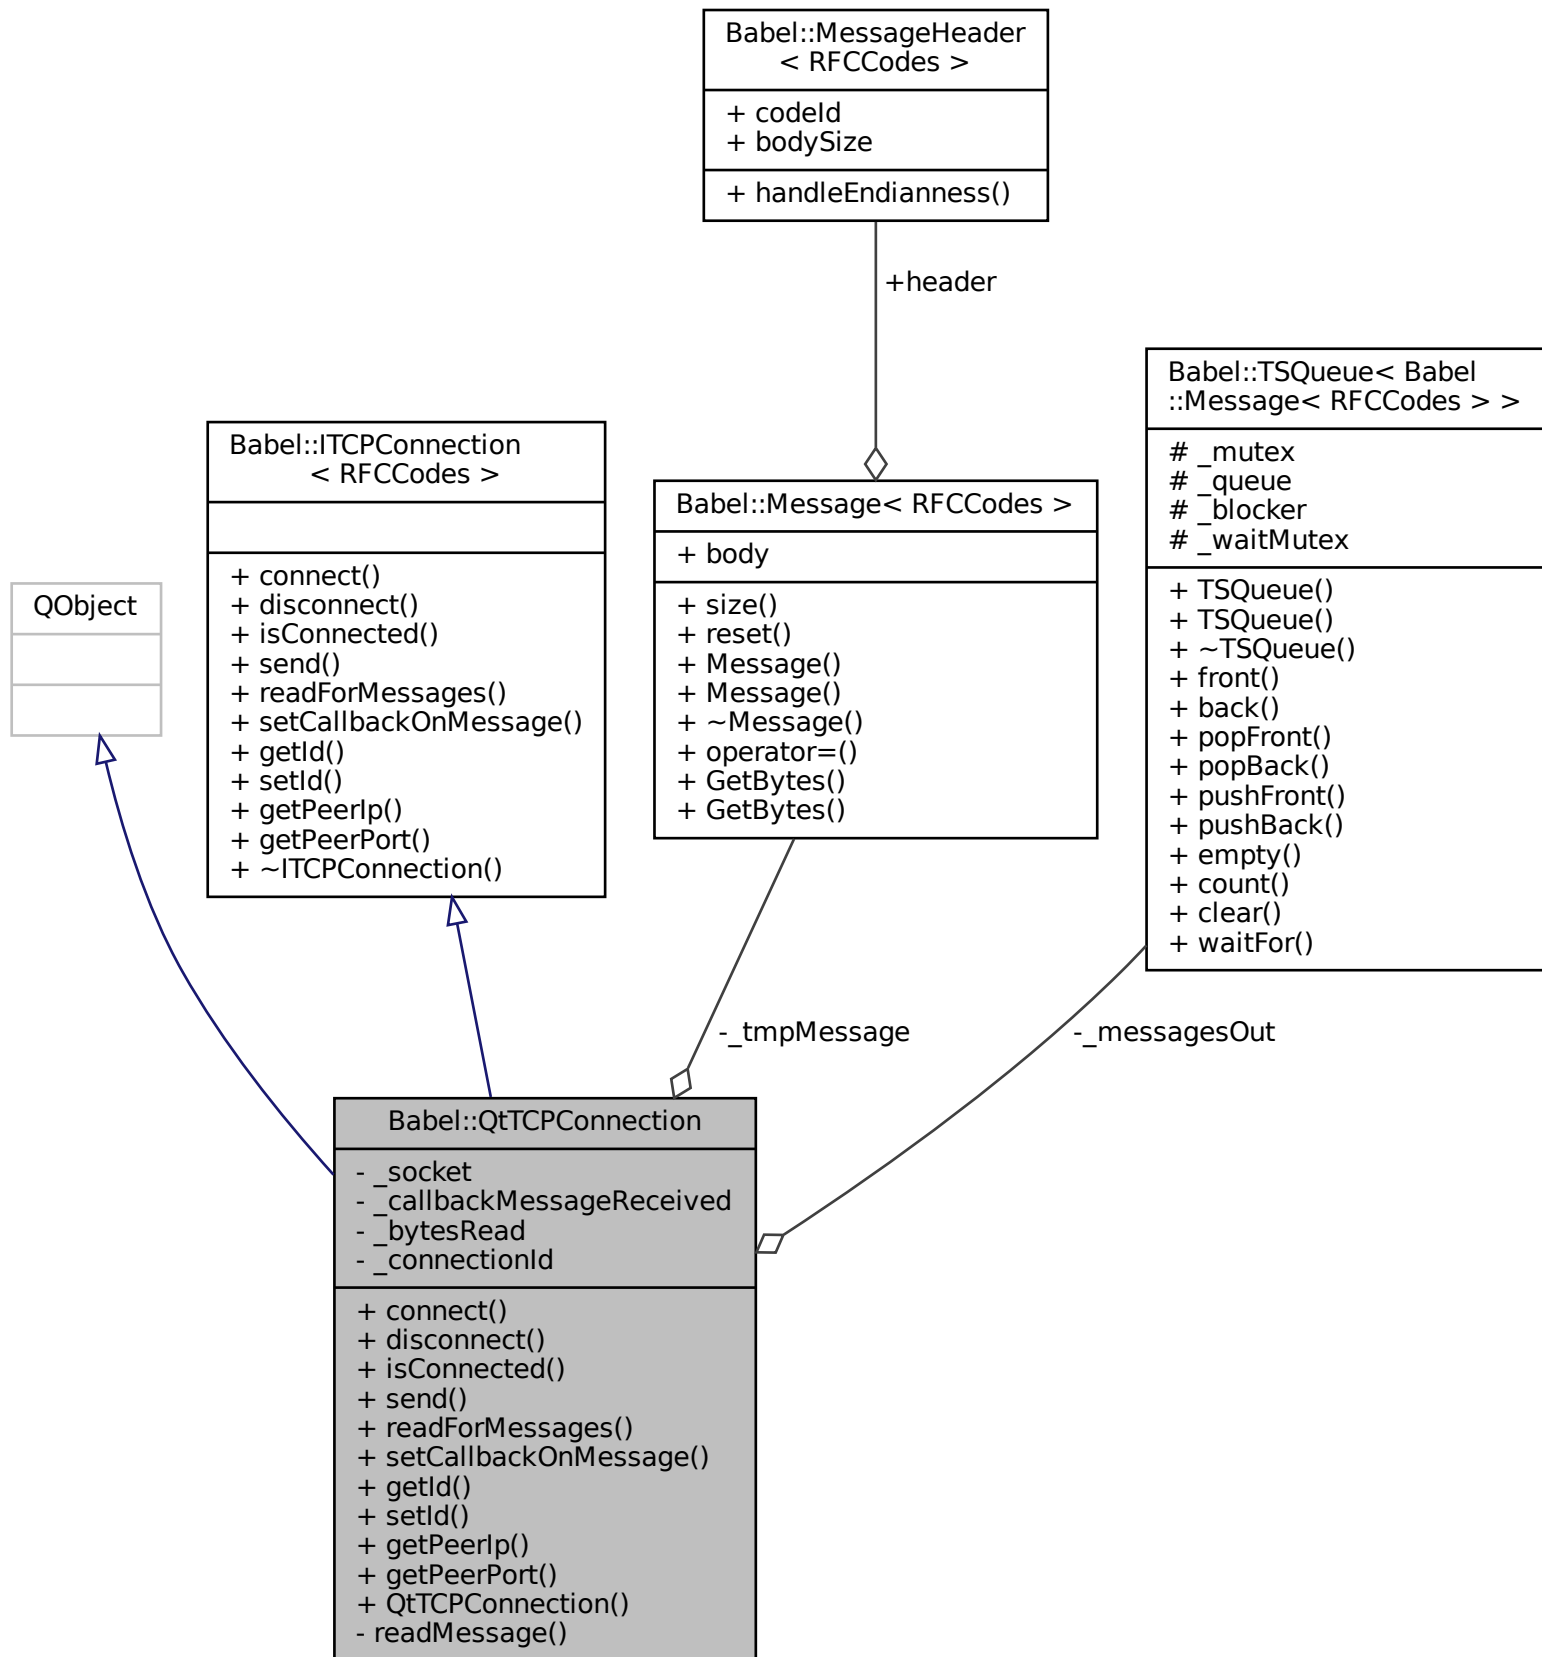 Babel::MessageHeader
< RFCCodes >
+ codeId
+ bodySize
+ handleEndianness()
+header
Babel::TSQueue< Babel
::Message< RFCCodes > >
# _mutex
# _queue
# _blocker
# _waitMutex
+ TSQueue()
+ TSQueue()
+ ~TSQueue()
+ front()
+ back()
+ popFront()
+ popBack()
+ pushFront()
+ pushBack()
+ empty()
+ count()
+ clear()
+ waitFor()
Babel::ITCPConnection
< RFCCodes >
+ connect()
+ disconnect()
+ isConnected()
+ send()
+ readForMessages()
+ setCallbackOnMessage()
+ getId()
+ setId()
+ getPeerIp()
+ getPeerPort()
+ ~ITCPConnection()
Babel::Message< RFCCodes >
+ body
+ size()
+ reset()
+ Message()
+ Message()
+ ~Message()
+ operator=()
+ GetBytes()
+ GetBytes()
QObject
-_tmpMessage
-_messagesOut
Babel::QtTCPConnection
- _socket
- _callbackMessageReceived
- _bytesRead
- _connectionId
+ connect()
+ disconnect()
+ isConnected()
+ send()
+ readForMessages()
+ setCallbackOnMessage()
+ getId()
+ setId()
+ getPeerIp()
+ getPeerPort()
+ QtTCPConnection()
- readMessage()